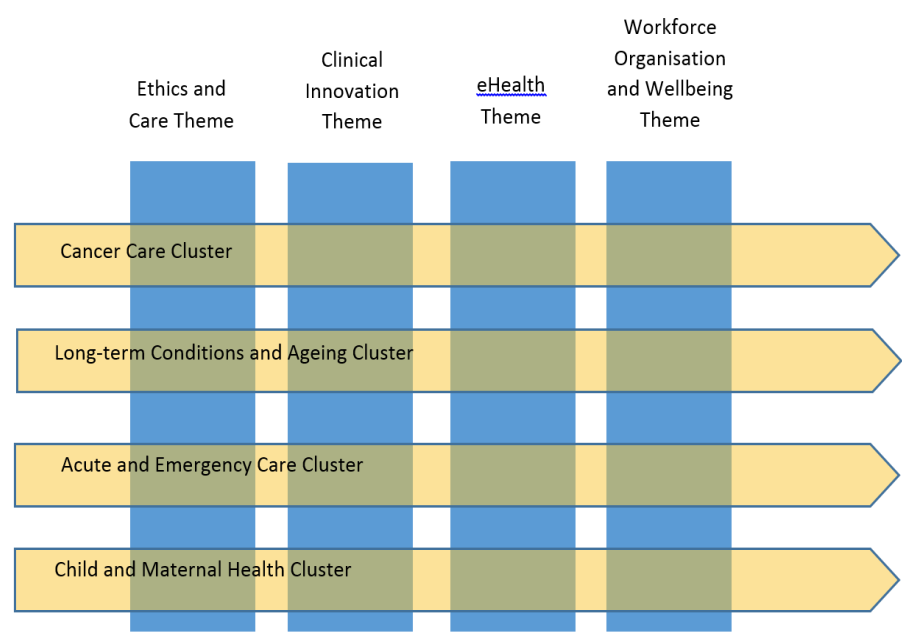 Ethics and
Care Theme
Clinical
Innovation
Theme
eHealth
Theme
Workforce
Organisation
and Wellbeing
Theme
Cancer Care Cluster
Long-term Conditions and Ageing Cluster
Acute and Emergency Care Cluster
Child and Maternal Health Cluster